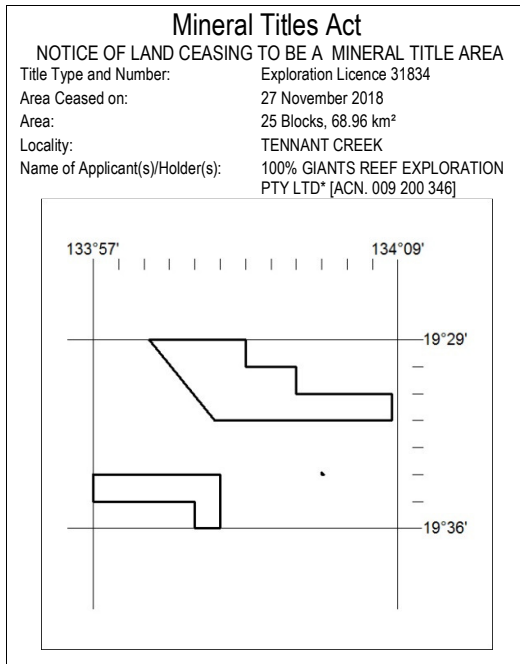 Mineral Titles Act
NOTICE OF LAND CEASING TO BE A MINERAL TITLE AREA
Title Type and Number: Exploration Licence 31834
Area Ceased on: 27 November 2018
Area: 25 Blocks, 68.96 km²
Locality: TENNANT CREEK
Name of Applicant(s)/Holder(s): 100% GIANTS REEF EXPLORATION
PTY LTD* [ACN. 009 200 346]
133°57' 134°09'
19°29'
19°36'